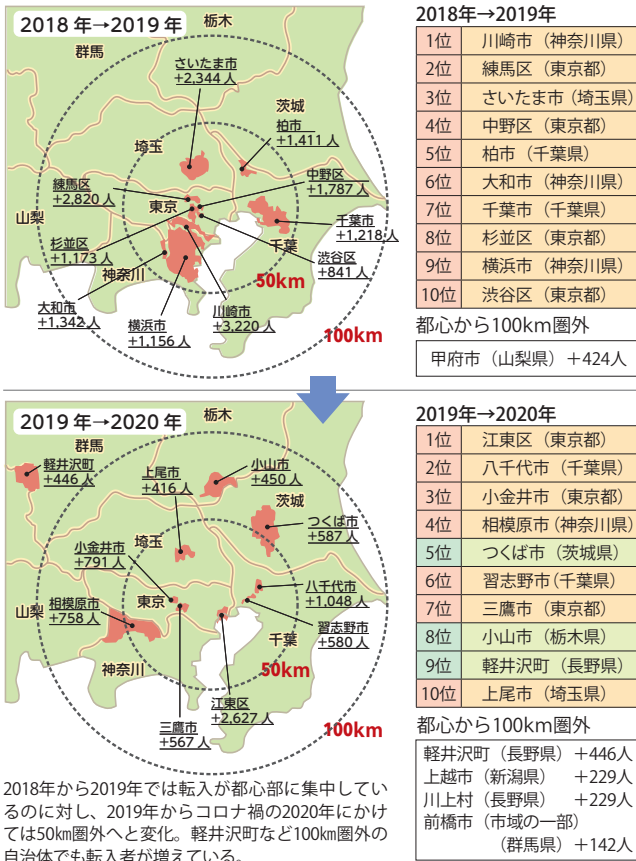 2018年→2019年
栃木
群馬
さいたま市
+2,344人
茨城
柏市
+1,411人
埼玉
練馬区
+2,820人
中野区
+1,787人
東京
山梨
千葉市
+1,218人
杉並区
+1,173人
千葉
渋谷区
+841人
神奈川
50km
大和市
+1,342人
横浜市
+1,156人
川崎市
+3,220人
100km
2018年→2019年
1位 川崎市(神奈川県)
2位 練馬区(東京都)
3位 さいたま市(埼玉県)
4位 中野区(東京都)
5位 柏市(千葉県)
6位 大和市(神奈川県)
7位 千葉市(千葉県)
8位 杉並区(東京都)
9位 横浜市(神奈川県)
10位 渋谷区(東京都)
都心から100km圏外
甲府市(山梨県)+424人
2019年→2020年
栃木
群馬
軽井沢町
+446人
上尾市
+416人
小山市
+450人
茨城
つくば市
+587人
埼玉
小金井市
+791人
八千代市
+1,048人
相模原市
+758人
東京
山梨
習志野市
+580人
千葉
神奈川
50km
江東区
+2,627人
三鷹市
+567人
100km
2019年→2020年
1位 江東区(東京都)
2位 八千代市(千葉県)
3位 小金井市(東京都)
4位 相模原市(神奈川県)
5位 つくば市(茨城県)
6位 習志野市(千葉県)
7位 三鷹市(東京都)
8位 小山市(栃木県)
9位 軽井沢町(長野県)
10位 上尾市(埼玉県)
都心から100km圏外
軽井沢町(長野県)+446人
上越市(新潟県) +229人
川上村(長野県) +229人
前橋市(市域の一部)
(群馬県)+142人
2018年から2019年では転入が都心部に集中してい
るのに対し、2019年からコロナ禍の2020年にかけ
ては50㎞圏外へと変化。軽井沢町など100㎞圏外の
自治体でも転入者が増えている。